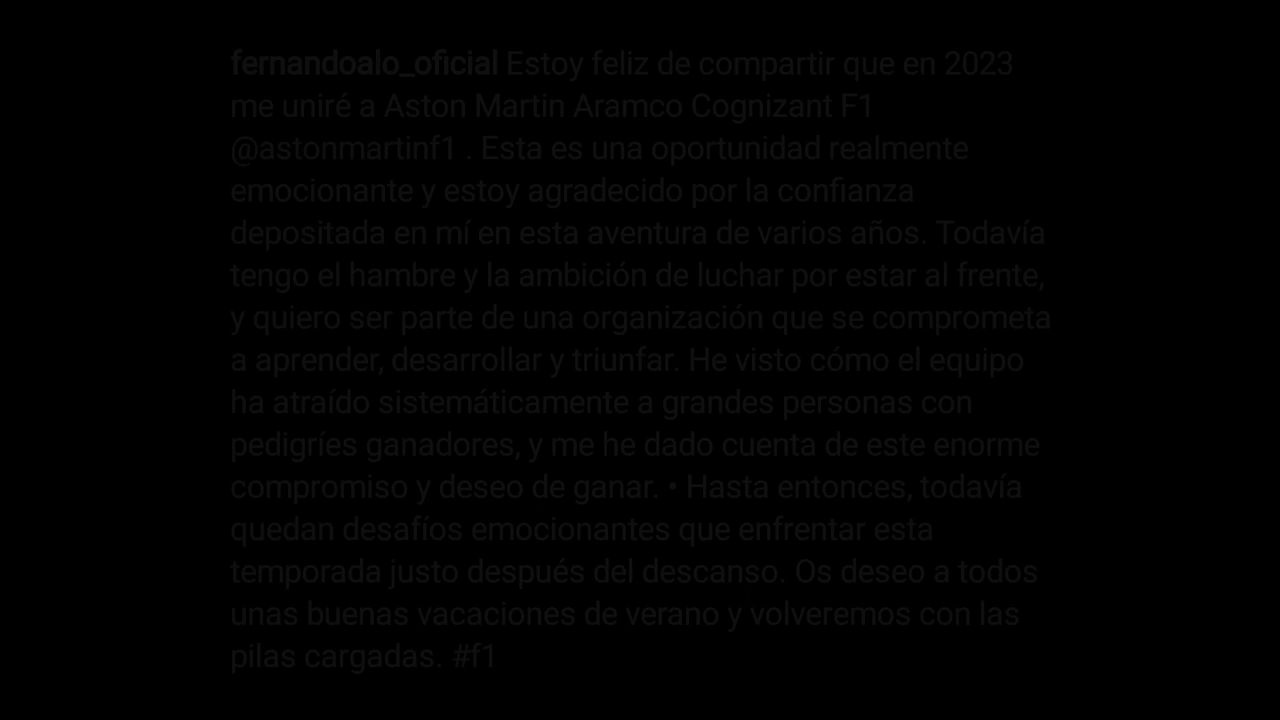 fernandoalo_oficial Estoy feliz de compartir que en 2023
me uniré a Aston Martin Aramco Cognizant F1
@astonmartinf1 . Esta es una oportunidad realmente
emocionante y estoy agradecido por la confianza
depositada en mí en esta aventura de varios años. Todavía
tengo el hambre y la ambición de luchar por estar al frente,
y quiero ser parte de una organización que se comprometa
a aprender, desarrollar y triunfar. He visto cómo el equipo
ha atraído sistemáticamente a grandes personas con
pedigríes ganadores, y me he dado cuenta de este enorme
compromiso y deseo de ganar. • Hasta entonces, todavía
quedan desafíos emocionantes que enfrentar esta
temporada justo después del descanso. Os deseo a todos
unas buenas vacaciones de verano y volveremos con las
pilas cargadas. #f1